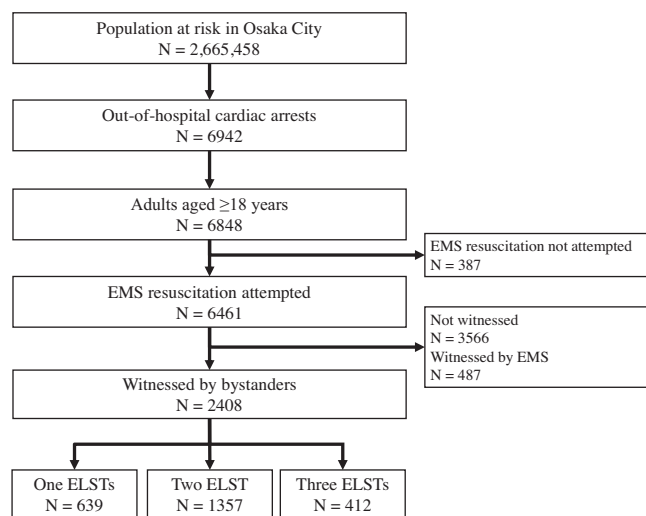 Population at risk in Osaka City
N = 2,665,458
Out-of-hospital cardiac arrests
N = 6942
Adults aged ≥18 years
N = 6848
EMS resuscitation not attempted
N = 387
EMS resuscitation attempted
N = 6461
Not witnessed
N = 3566
Witnessed by EMS
N = 487
Witnessed by bystanders
N = 2408
One ELSTs
N = 639
Two ELST
N = 1357
Three ELSTs
N = 412